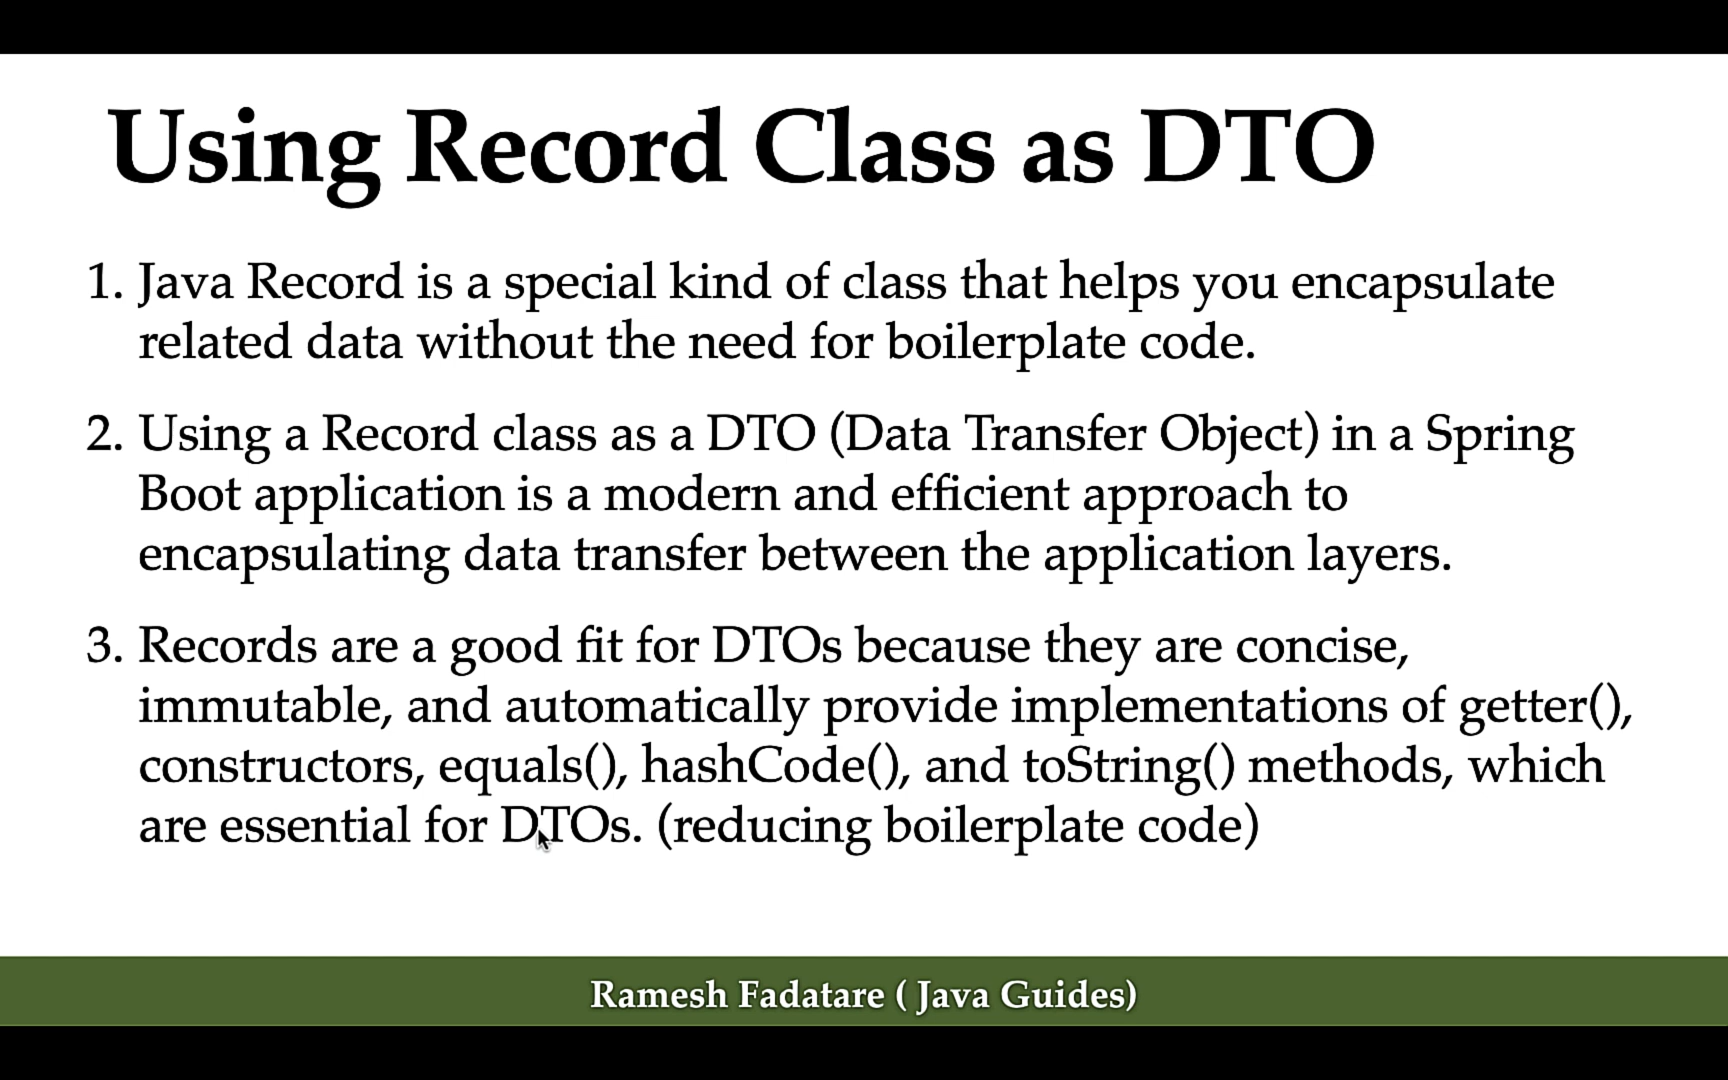 Using Record Class as DTO
1. Java Record is a special kind of class that helps you encapsulate
related data without the need for boilerplate code.
2. Using a Record class as a DTO (Data Transfer Object) in a Spring
Boot application is a modern and efficient approach to
encapsulating data transfer between the application layers.
3. Records are a good fit for DTOs because they are concise,
immutable, and automatically provide implementations of getter(),
constructors, equals(), hashCode(), and toString() methods, which
are essential for DTOs. (reducing boilerplate code)
Ramesh Fadatare ( Java Guides)